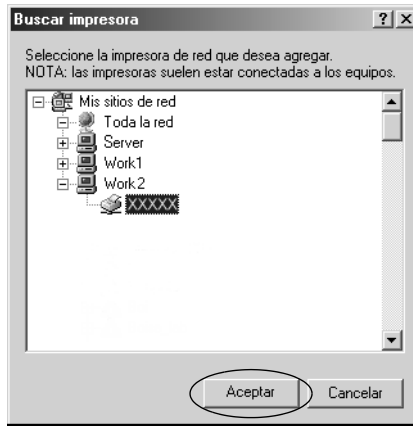 Buscar impresora
Seleccione la impresora de red que desea agregar.
NOTA: las impresoras suelen estar conectadas a los equipos.
Mis sitios de red
Toda la red
Server
Work1
Work2
XXXXX
Aceptar
Cancelar